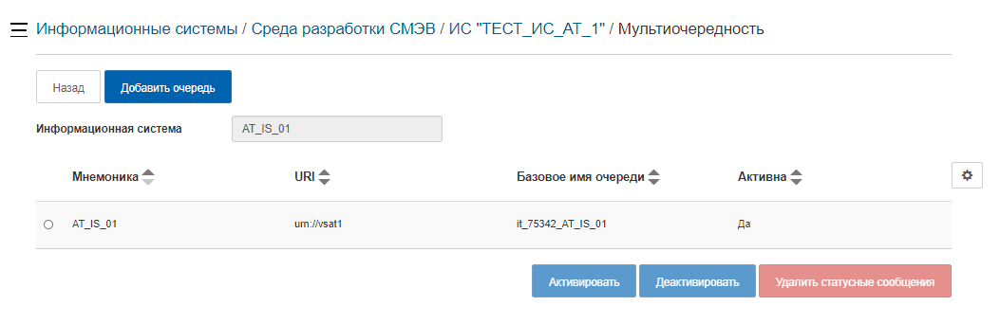 Информационные системы / Среда разработки СМЭВ / ИС "ТЕСТ_ИС_АТ_1" / Мультиочередность
Назад Добавить очередь
Информационная система AT_IS_01
Мнемоника URI Базовое имя очереди Активна
AT_IS_01 urn://vsat1 it_75342_AT_IS_01 Да
Активировать Деактивировать Удалить статусные сообщения